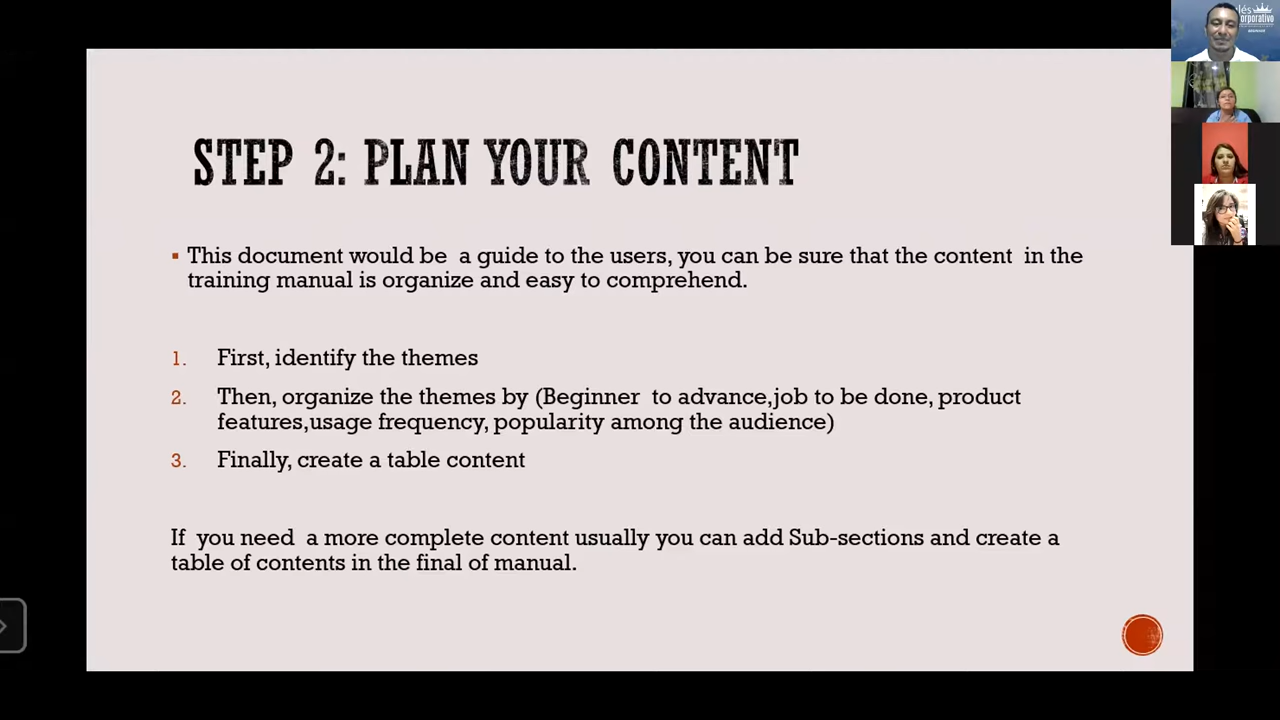 STEP 2: PLAN YOUR CONTENT
▪ This document would be a guide to the users, you can be sure that the content in the
training manual is organize and easy to comprehend.
1. First, identify the themes
2. Then, organize the themes by (Beginner to advance,job to be done, product
features,usage frequency, popularity among the audience)
3. Finally, create a table content
If you need a more complete content usually you can add Sub-sections and create a
table of contents in the final of manual.